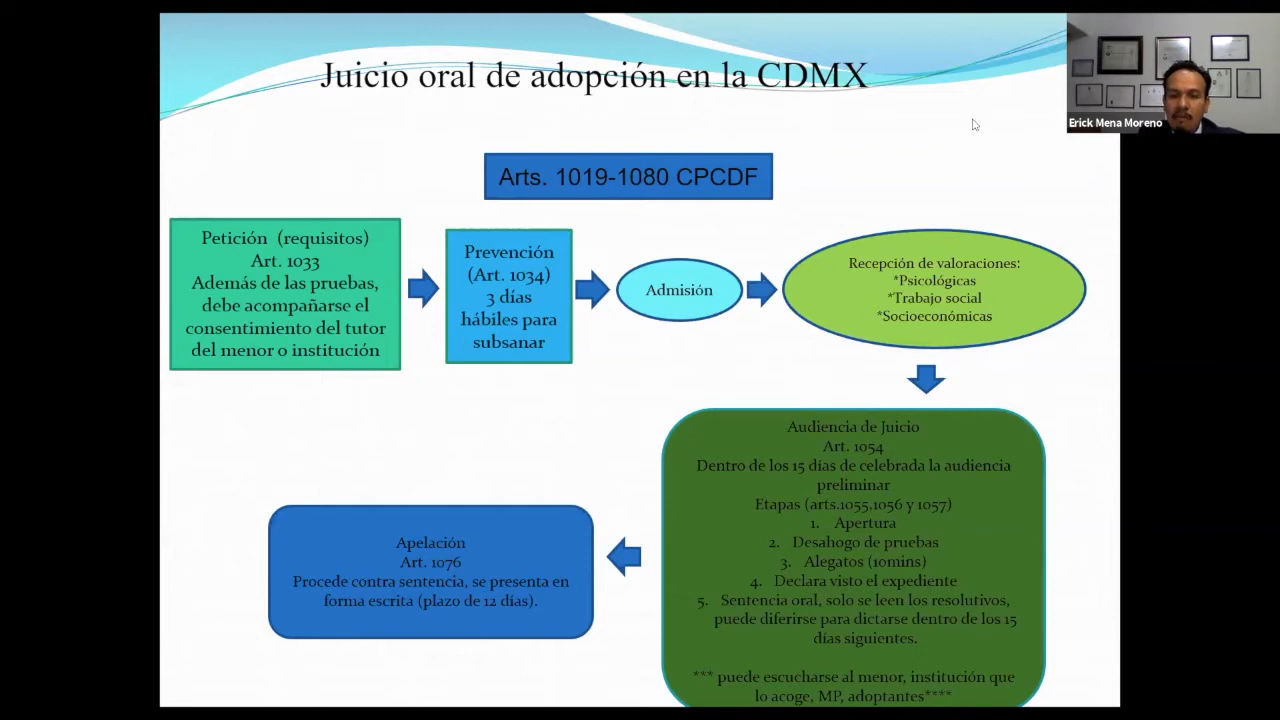 Juicio oral de adopción en la CDMX
Erick Mena Moreno
Arts. 1019-1080 CPCDF
Petición (requisitos)
Art. 1033
Además de las pruebas,
debe acompañarse el
consentimiento del tutor
del menor o institución
Prevención
(Art. 1034)
3 días
hábiles para
subsanar
Admisión
Recepción de valoraciones:
*Psicológicas
*Trabajo social
*Socioeconómicas
Audiencia de Juicio
Art. 1054
Dentro de los 15 días de celebrada la audiencia
preliminar
Etapas (arts.1055,1056 y 1057)
1. Apertura
2. Desahogo de pruebas
3. Alegatos (10mins)
4. Declara visto el expediente
5. Sentencia oral, solo se leen los resolutivos,
puede diferirse para dictarse dentro de los 15
días siguientes.
*** puede escucharse al menor, institución que
lo acoge, MP, adoptantes****
Apelación
Art. 1076
Procede contra sentencia, se presenta en
forma escrita (plazo de 12 días).